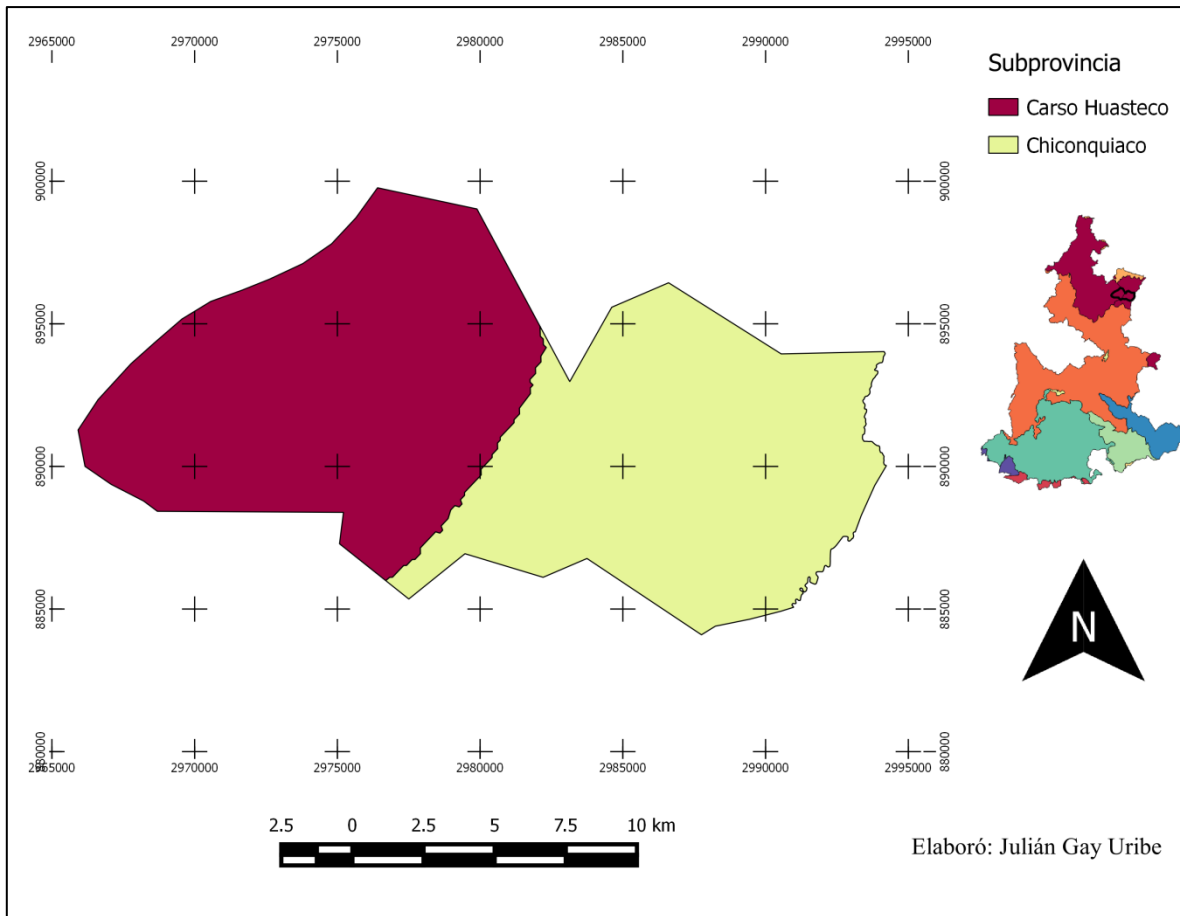 2965000 2970000 2975000 2980000 2985000 2990000 2995000
Subprovincia
Carso Huasteco
Chiconquiaco
900000 900000
895000 895000
890000 890000
885000 885000
880000 880000
2965000 2970000 2975000 2980000 2985000 2990000 2995000
N
2.5 0 2.5 5 7.5 10 km
Elaboró: Julián Gay Uribe